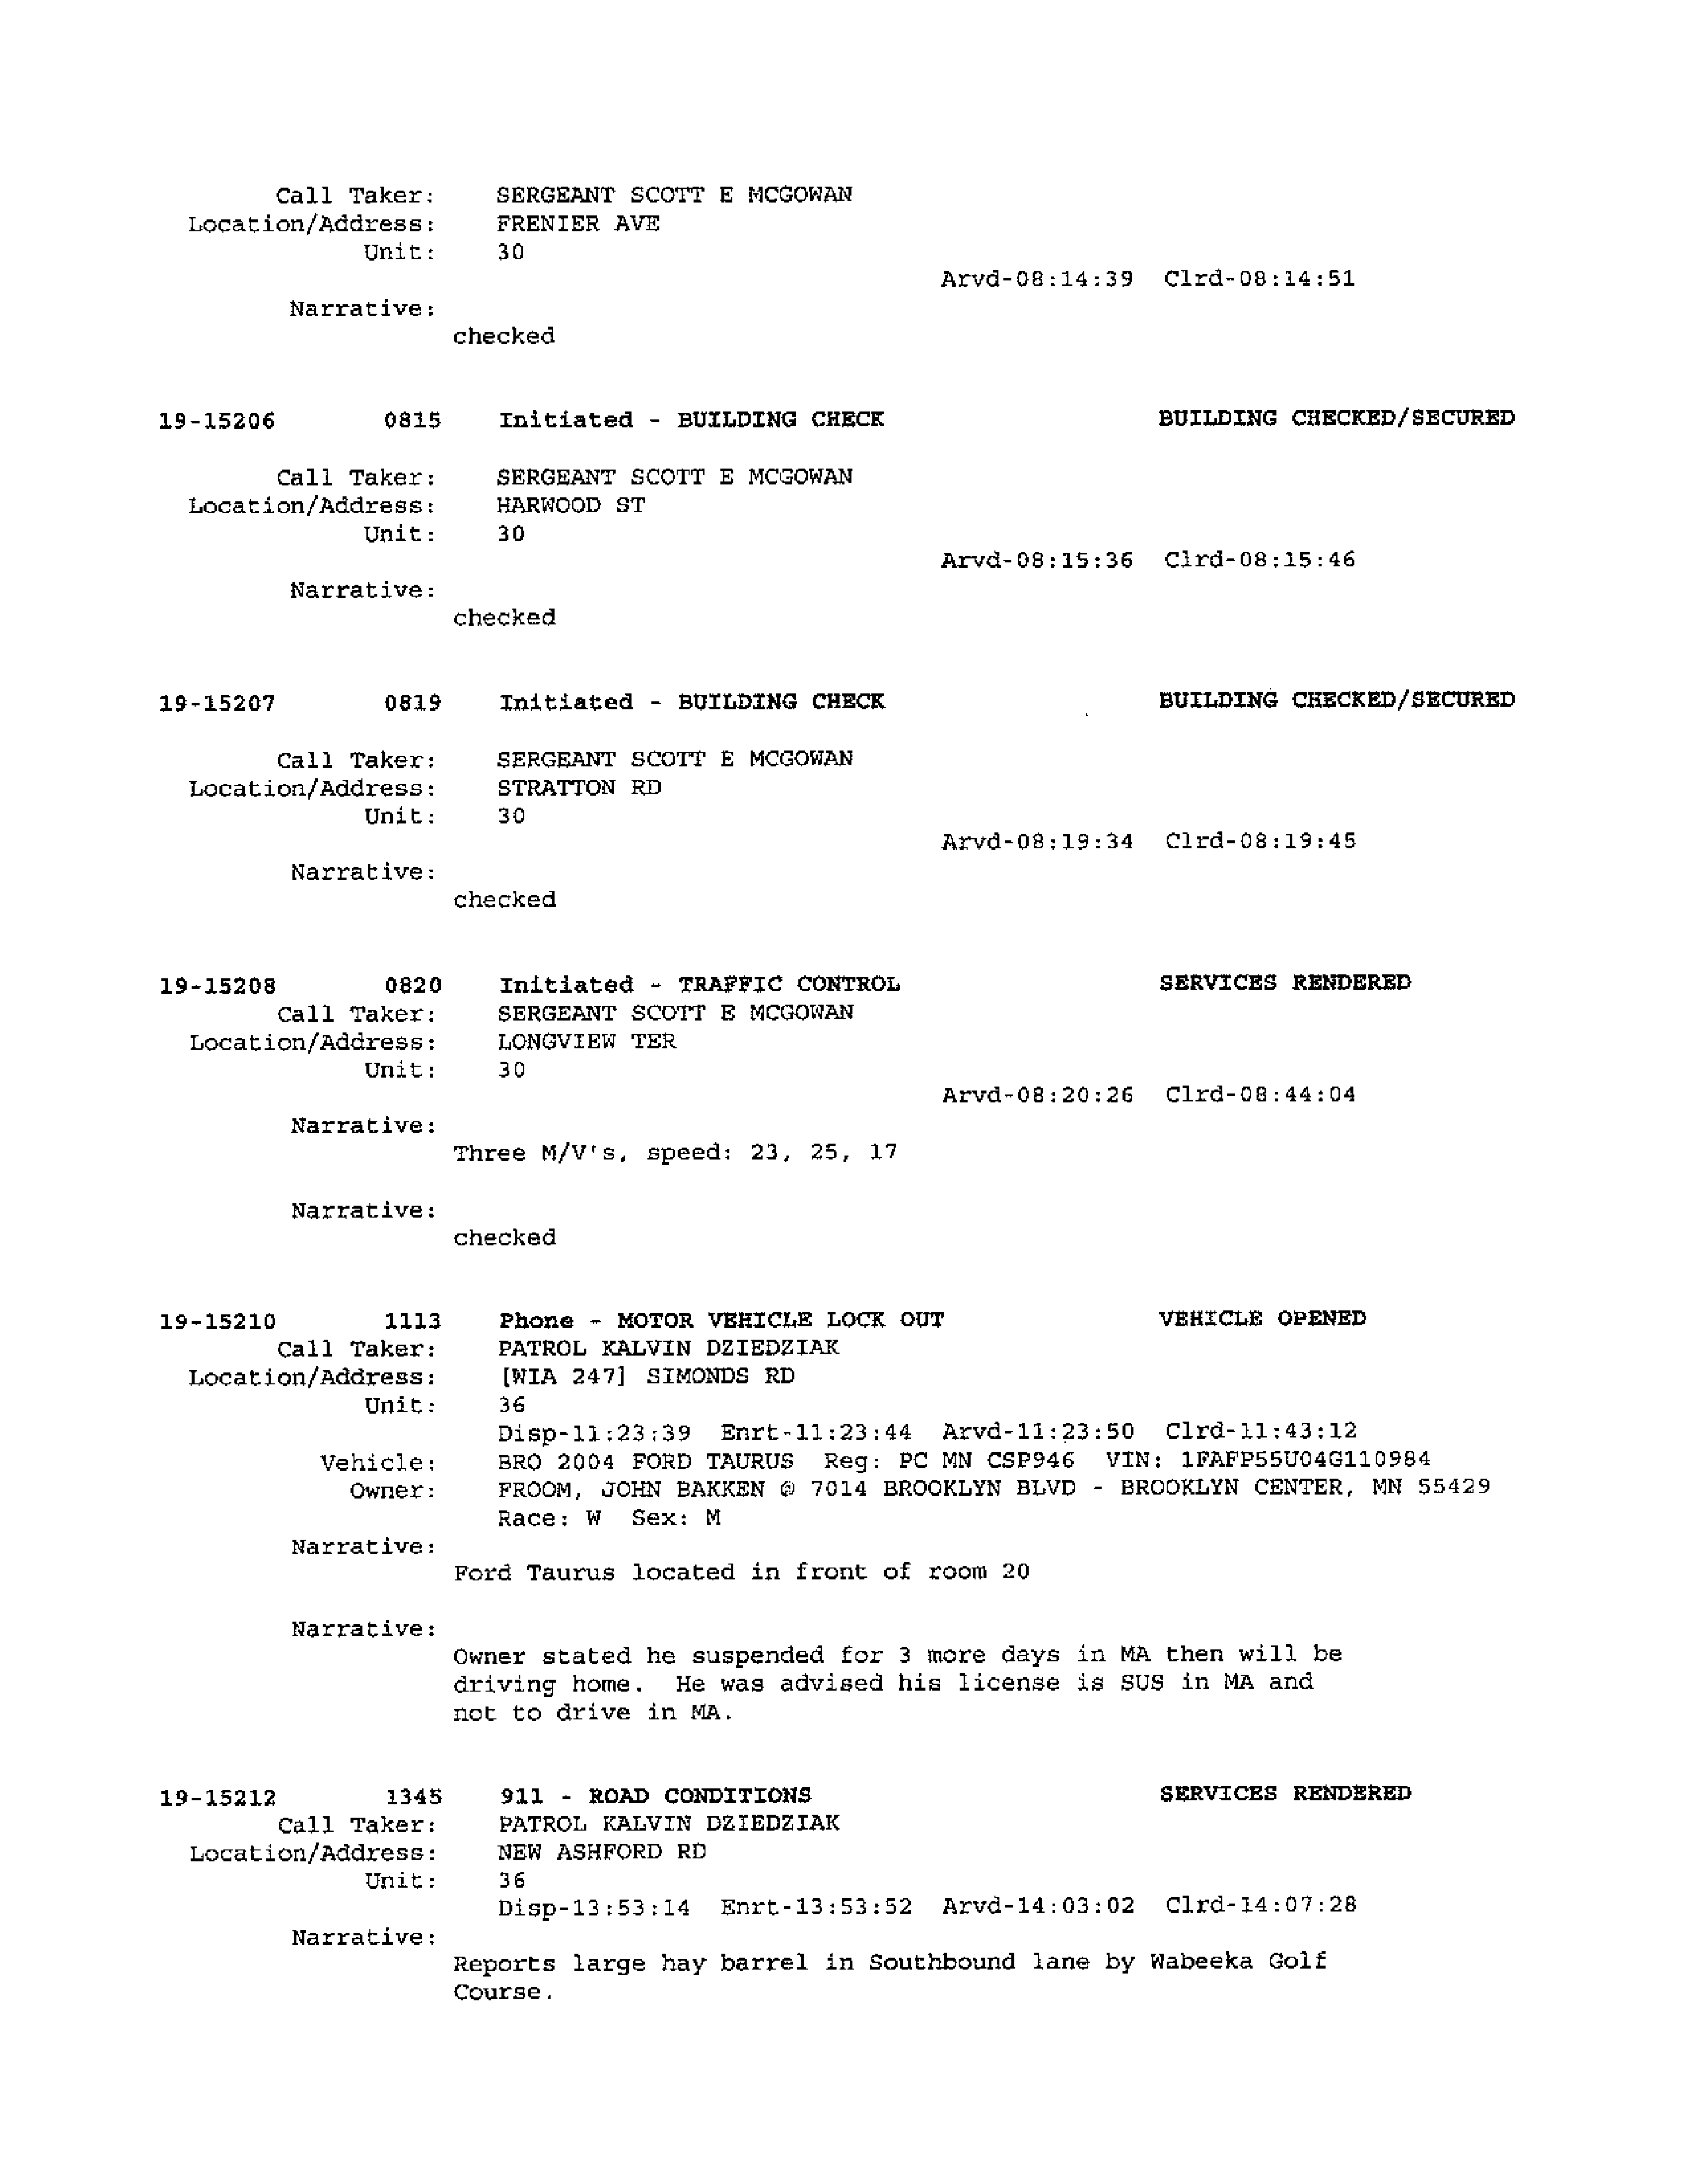 Call Taker: SERGEANT SCOTT E MCGOWAN
Location/Address: FRENIER AVE
Unit: 30
Arvd-08:14:39 Clrd-08:14:51
Narrative:
checked
19-15206 0815 Initiated - BUILDING CHECK BUILDING CHECKED/SECURED
Call Taker: SERGEANT SCOTT E MCGOWAN
Location/Address: HARWOOD ST
Unit: 30
Arvd-08:15:36 Clrd-08:15:46
Narrative:
checked
19-15207 0819 Initiated - BUILDING CHECK BUILDING CHECKED/SECURED
Call Taker: SERGEANT SCOTT E MCGOWAN
Location/Address: STRATTON RD
Unit: 30
Arvd-08:19:34 Clrd-08:19:45
Narrative:
checked
19-15208 0820 Initiated - TRAFFIC CONTROL SERVICES RENDERED
Call Taker: SERGEANT SCOTT E MCGOWAN
Location/Address: LONGVIEW TER
Unit: 30
Arvd-08:20:26 Clrd-08:44:04
Narrative:
Three M/V's, speed: 23, 25, 17
Narrative:
checked
19-15210 1113 Phone - MOTOR VEHICLE LOCK OUT VEHICLE OPENED
Call Taker: PATROL KALVIN DZIEDZIAK
Location/Address: [WIA 247] SIMONDS RD
Unit: 36
Disp-11:23:39 Enrt-11:23:44 Arvd-11:23:50 Clrd-11:43:12
Vehicle: BRO 2004 FORD TAURUS Reg: PC MN CSP946 VIN: 1FAFP55U04G110984
Owner: FROOM, JOHN BAKKEN @ 7014 BROOKLYN BLVD - BROOKLYN CENTER, MN 55429
Race: W Sex: M
Narrative:
Ford Taurus located in front of room 20
Narrative:
Owner stated he suspended for 3 more days in MA then will be
driving home. He was advised his license is SUS in MA and
not to drive in MA.
19-15212 1345 911 - ROAD CONDITIONS SERVICES RENDERED
Call Taker: PATROL KALVIN DZIEDZIAK
Location/Address: NEW ASHFORD RD
Unit: 36
Disp-13:53:14 Enrt-13:53:52 Arvd-14:03:02 Clrd-14:07:28
Narrative:
Reports large hay barrel in Southbound lane by Wabeeka Golf
Course.